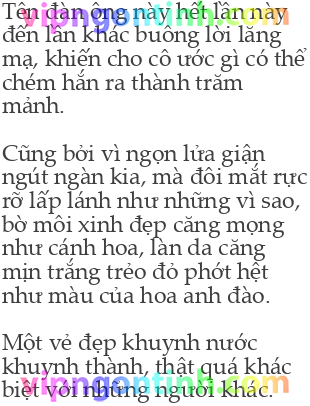 Tên đàn ông này hết lần này
đến lần khác buông lời lăng
mạ, khiến cho cô ước gì có thể
chém hắn ra thành trăm
mảnh.
Cũng bởi vì ngọn lửa giận
ngút ngàn kia, mà đôi mắt rực
rỡ lấp lánh như những vì sao,
bờ môi xinh đẹp căng mọng
như cánh hoa, làn da căng
mịn trắng trẻo đỏ phớt hệt
như màu của hoa anh đào.
Một vẻ đẹp khuynh nước
khuynh thành, thật quá khác
biệt với những người khác.
vipngontinh.com
vipngontinh.com